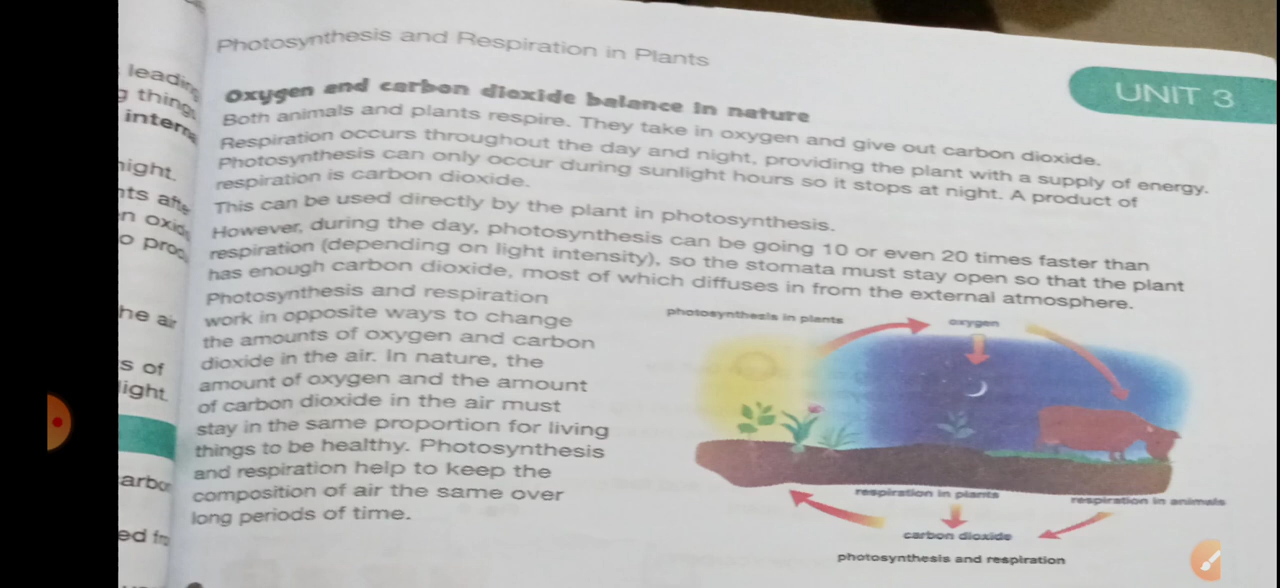 Photosynthesis and Respiration in Plants
UNIT 3
Oxygen and carbon dioxide balance in nature
Both animals and plants respire. They take in oxygen and give out carbon dioxide.
Respiration occurs throughout the day and night, providing the plant with a supply of energy.
Photosynthesis can only occur during sunlight hours so it stops at night. A product of
respiration is carbon dioxide.
This can be used directly by the plant in photosynthesis.
However, during the day, photosynthesis can be going 10 or even 20 times faster than
respiration (depending on light intensity), so the stomata must stay open so that the plant
has enough carbon dioxide, most of which diffuses in from the external atmosphere.
Photosynthesis and respiration
work in opposite ways to change
the amounts of oxygen and carbon
dioxide in the air. In nature, the
amount of oxygen and the amount
of carbon dioxide in the air must
stay in the same proportion for living
things to be healthy. Photosynthesis
and respiration help to keep the
composition of air the same over
long periods of time.
photosynthesis in plants
oxygen
respiration in plants
respiration in animals
carbon dioxide
photosynthesis and respiration